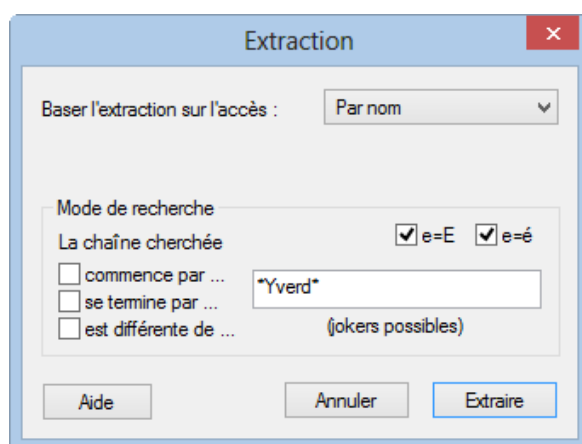 Extraction
Baser l'extraction sur l'accès : Par nom
Mode de recherche
La chaîne cherchée e=E e=é
commence par ...
*Yverd*
se termine par ...
est différente de ... (jokers possibles)
Aide Annuler Extraire